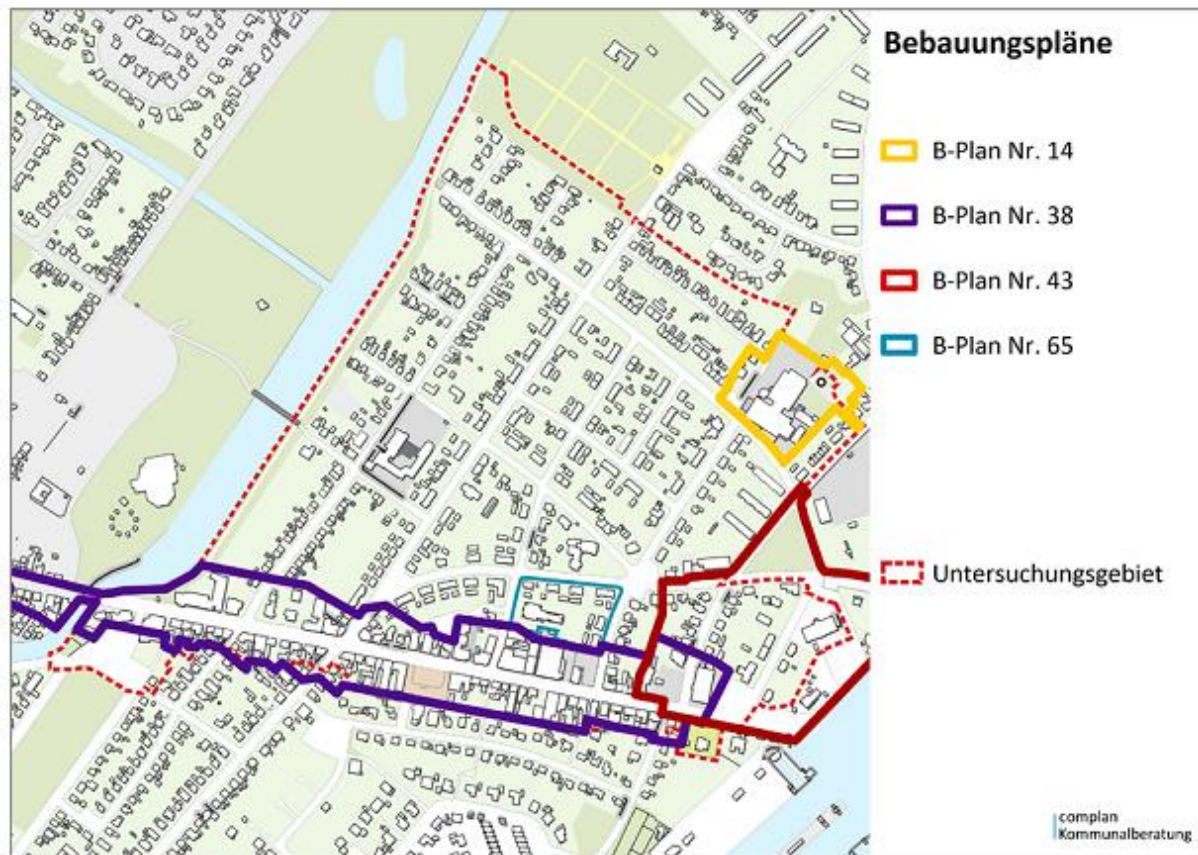 Bebauungspläne
B-Plan Nr. 14
B-Plan Nr. 38
B-Plan Nr. 43
B-Plan Nr. 65
Untersuchungsgebiet
complan
Kommunalberatung